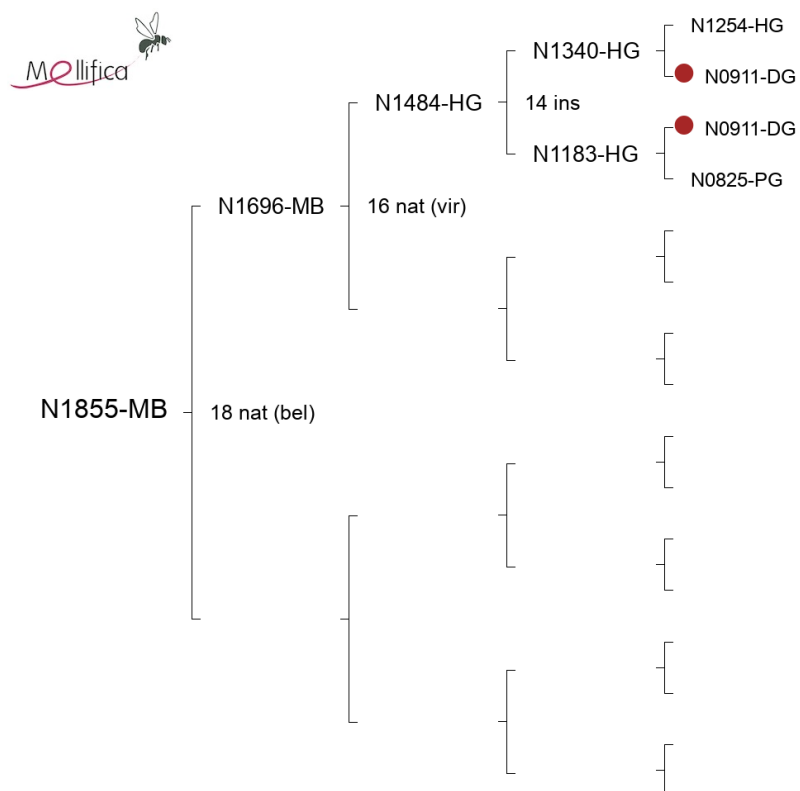 Mellifica
N1254-HG
N1340-HG
N0911-DG
N1484-HG
14 ins
N0911-DG
N1183-HG
N0825-PG
N1696-MB
16 nat (vir)
N1855-MB
18 nat (bel)